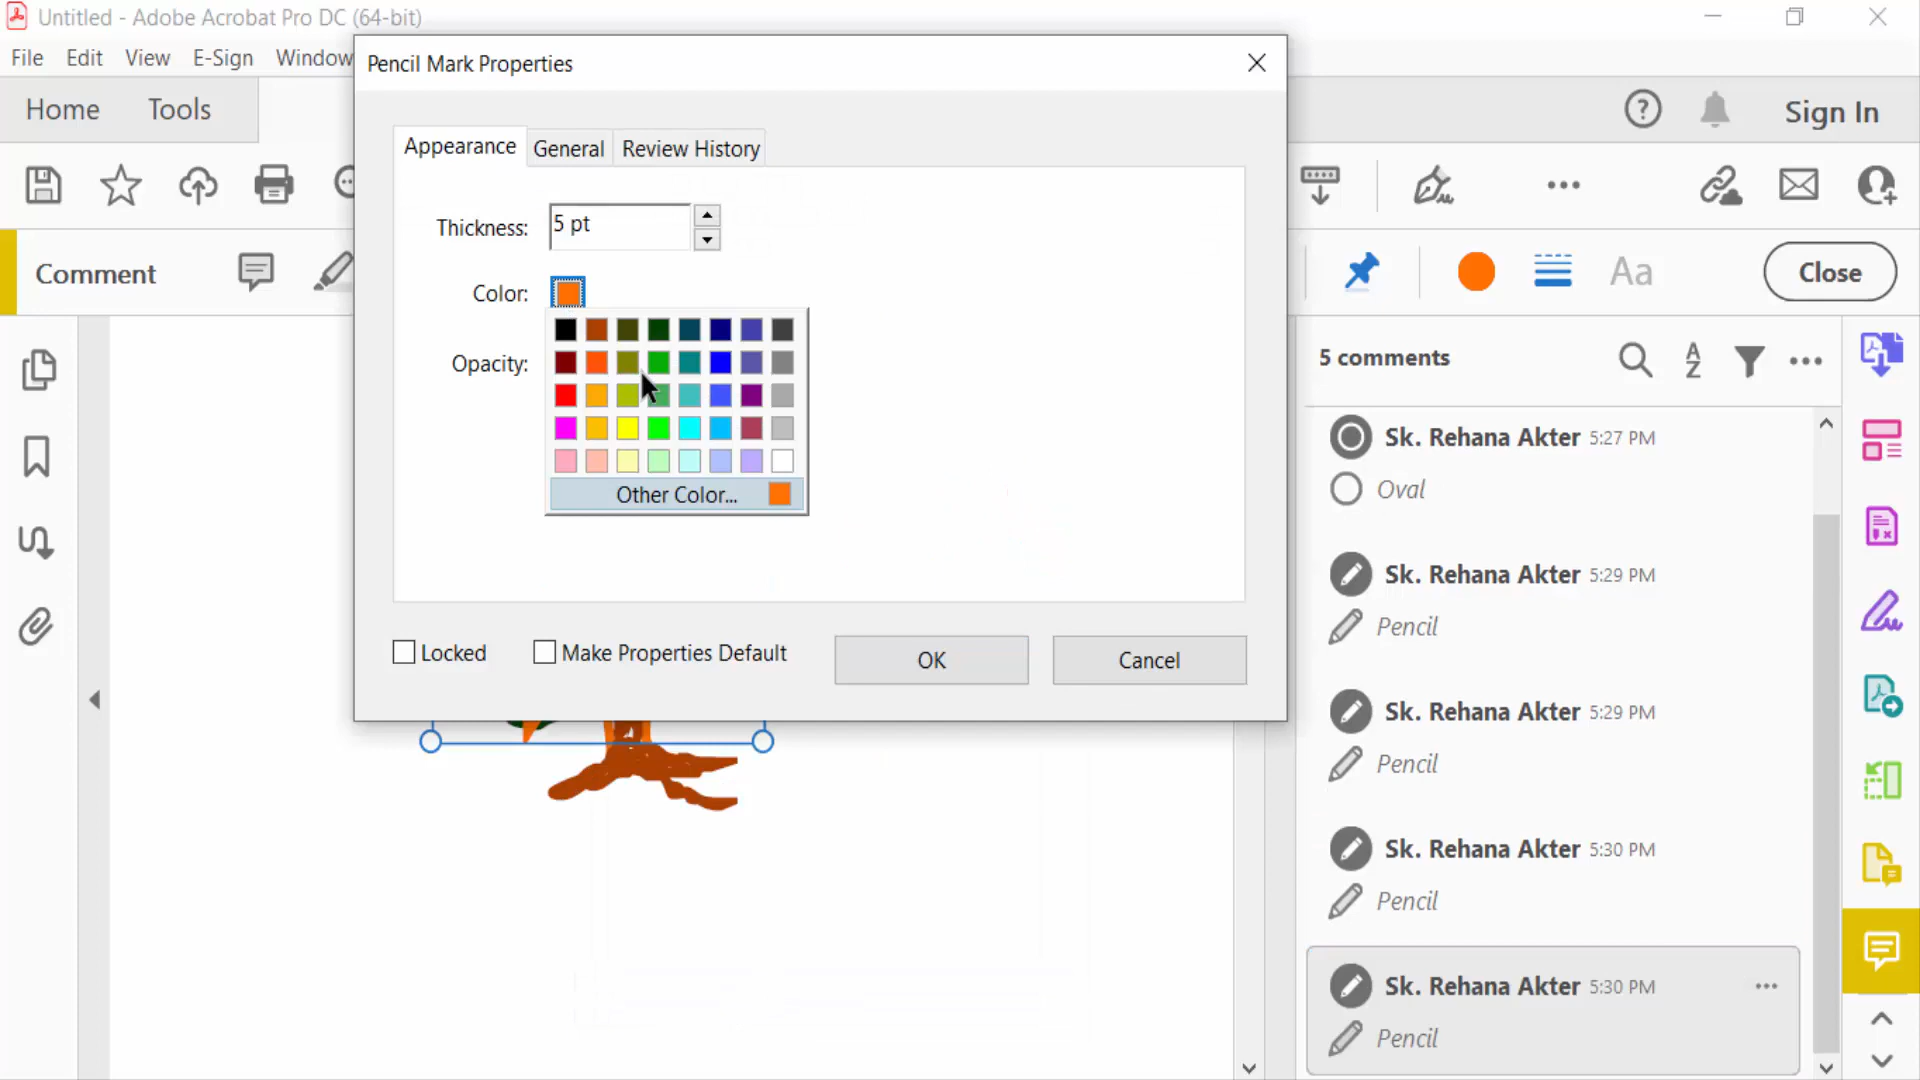 Untitled - Adobe Acrobat Pro DC (64-bit)
File Edit View E-Sign Window
Pencil Mark Properties
Home Tools
Sign In
Appearance General Review History
Thickness: 5 pt
Color:
Opacity:
Other Color...
Comment
Aa
Close
5 comments
A
Z
Sk. Rehana Akter 5:27 PM
Oval
Sk. Rehana Akter 5:29 PM
Pencil
Locked Make Properties Default OK Cancel
Sk. Rehana Akter 5:29 PM
Pencil
Sk. Rehana Akter 5:30 PM
Pencil
Sk. Rehana Akter 5:30 PM
Pencil